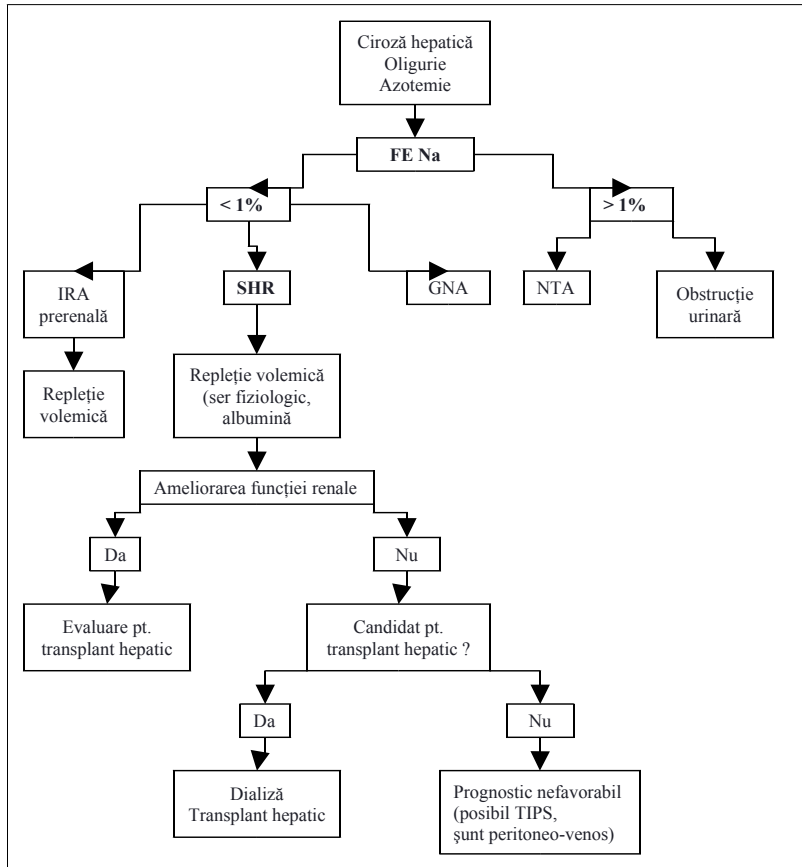 Ciroză hepatică
Oligurie
Azotemie
FE Na
< 1%
> 1%
IRA
prerenală
SHR
GNA
NTA
Obstrucție
urinară
Repleție
volemică
Repleție volemică
(ser fiziologic,
albumină
Ameliorarea funcției renale
Da
Nu
Evaluare pt.
transplant hepatic
Candidat pt.
transplant hepatic ?
Da
Nu
Dializă
Transplant hepatic
Prognostic nefavorabil
(posibil TIPS,
şunt peritoneo-venos)